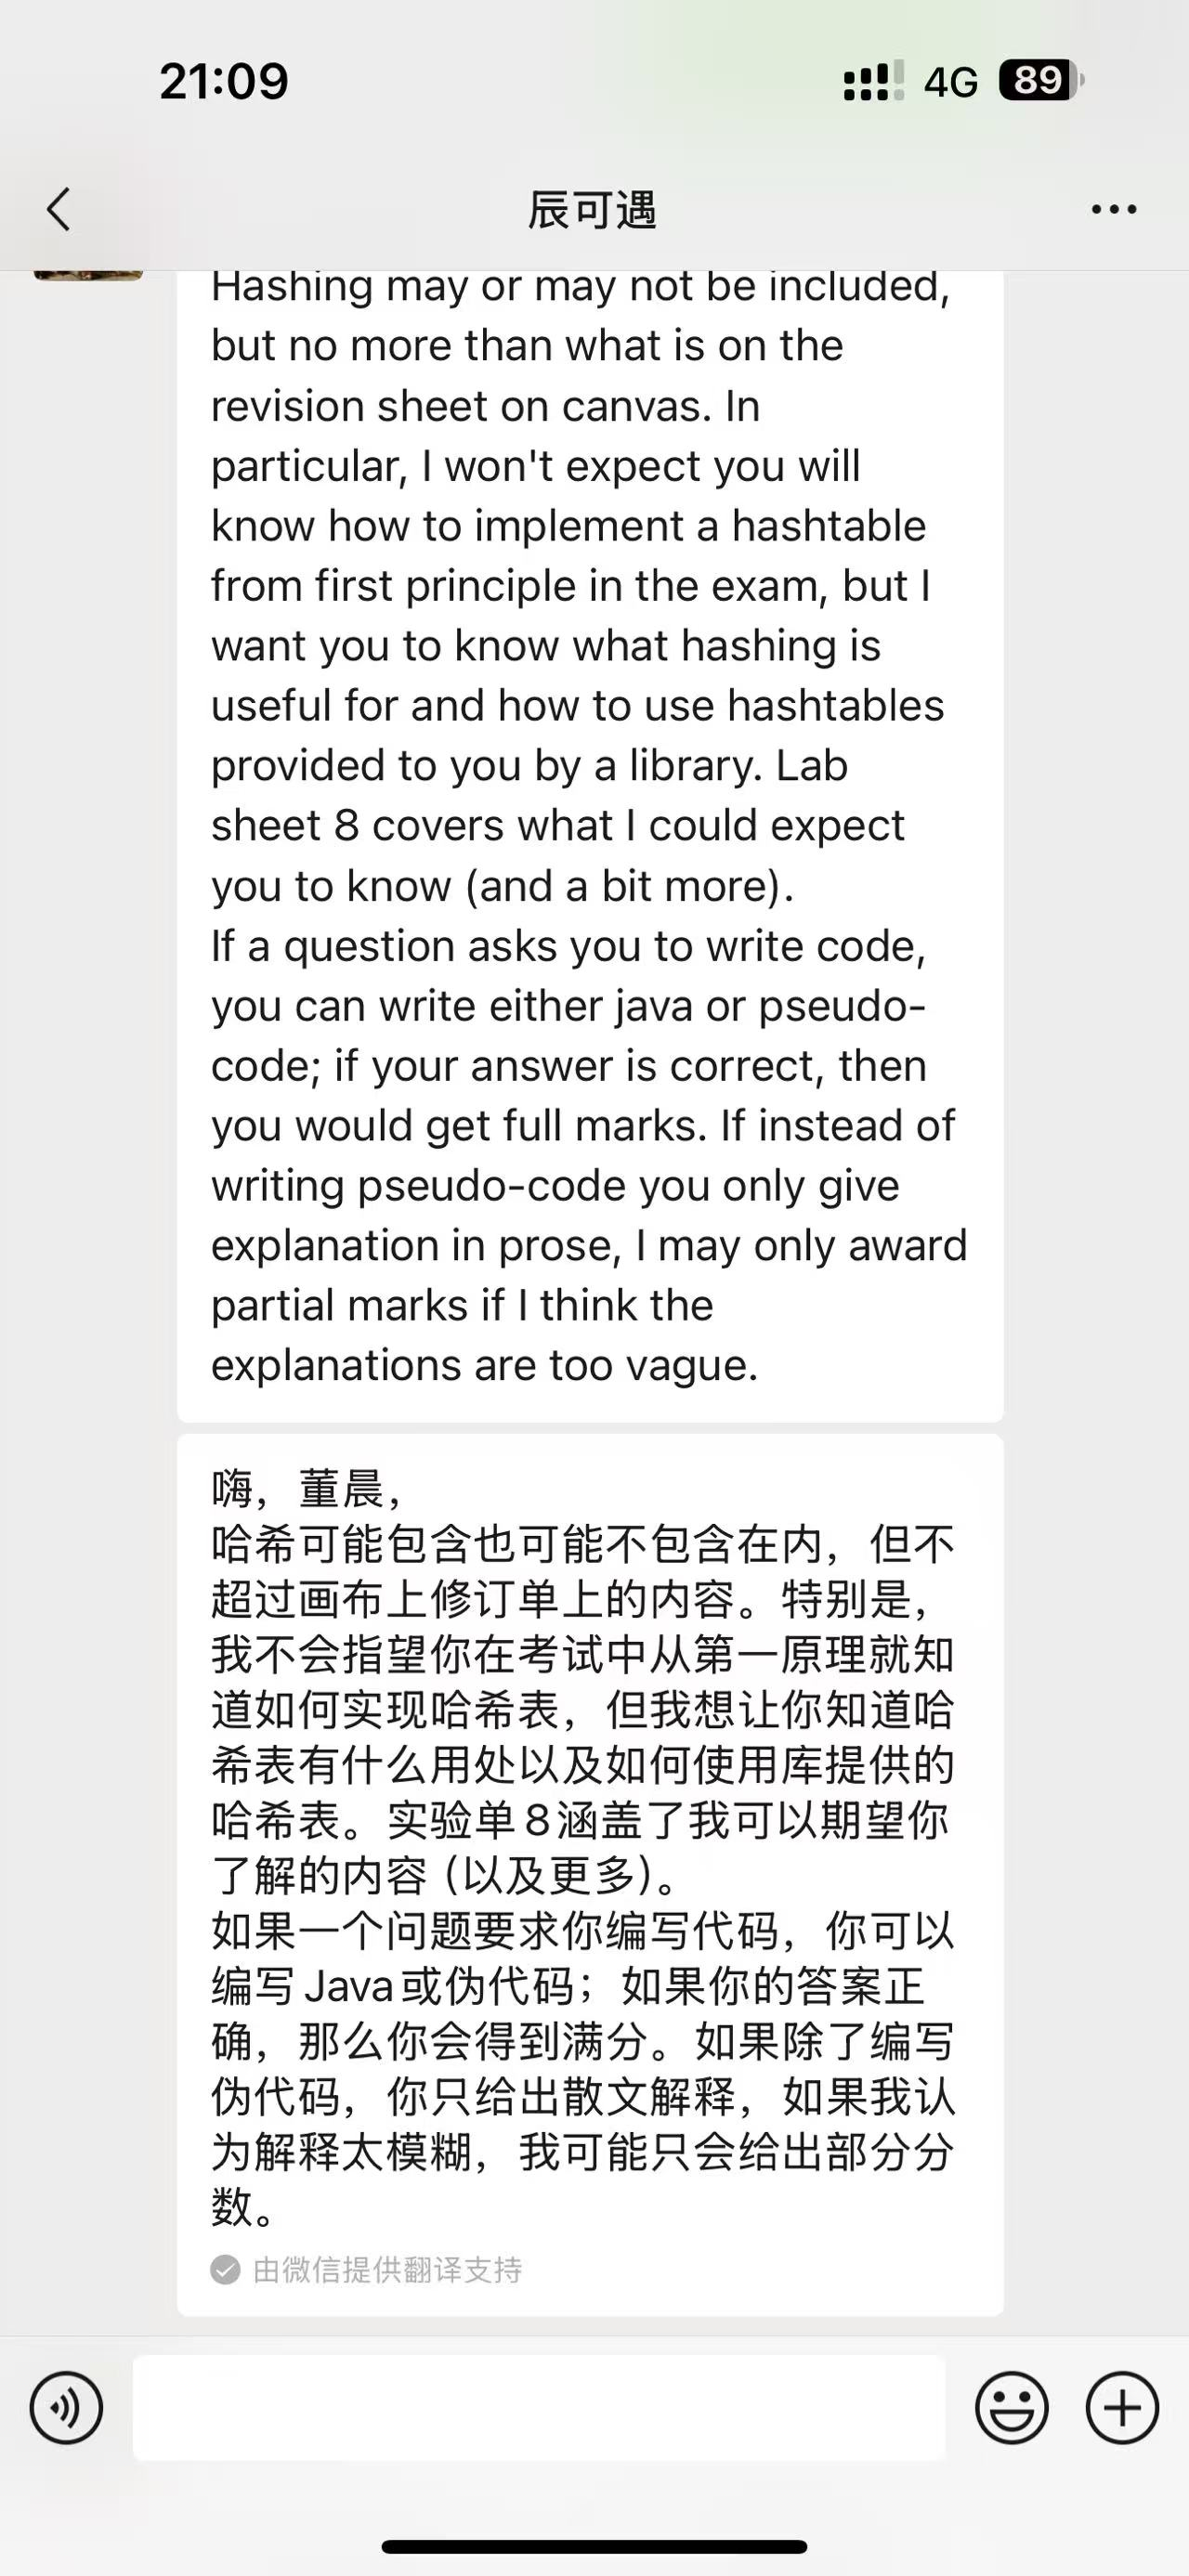 21:09
4G
89
辰可遇
Hashing may or may not be included,
but no more than what is on the
revision sheet on canvas. In
particular, I won't expect you will
know how to implement a hashtable
from first principle in the exam, but I
want you to know what hashing is
useful for and how to use hashtables
provided to you by a library. Lab
sheet 8 covers what I could expect
you to know (and a bit more).
If a question asks you to write code,
you can write either java or pseudo-
code; if your answer is correct, then
you would get full marks. If instead of
writing pseudo-code you only give
explanation in prose, I may only award
partial marks if I think the
explanations are too vague.
嗨，董晨，
哈希可能包含也可能不包含在内，但不
超过画布上修订单上的内容。特别是，
我不会指望你在考试中从第一原理就知
道如何实现哈希表，但我想让你知道哈
希表有什么用处以及如何使用库提供的
哈希表。实验单8涵盖了我可以期望你
了解的内容（以及更多）。
如果一个问题要求你编写代码，你可以
编写Java或伪代码；如果你的答案正
确，那么你会得到满分。如果除了编写
伪代码，你只给出散文解释，如果我认
为解释太模糊，我可能只会给出部分分
数。
由微信提供翻译支持